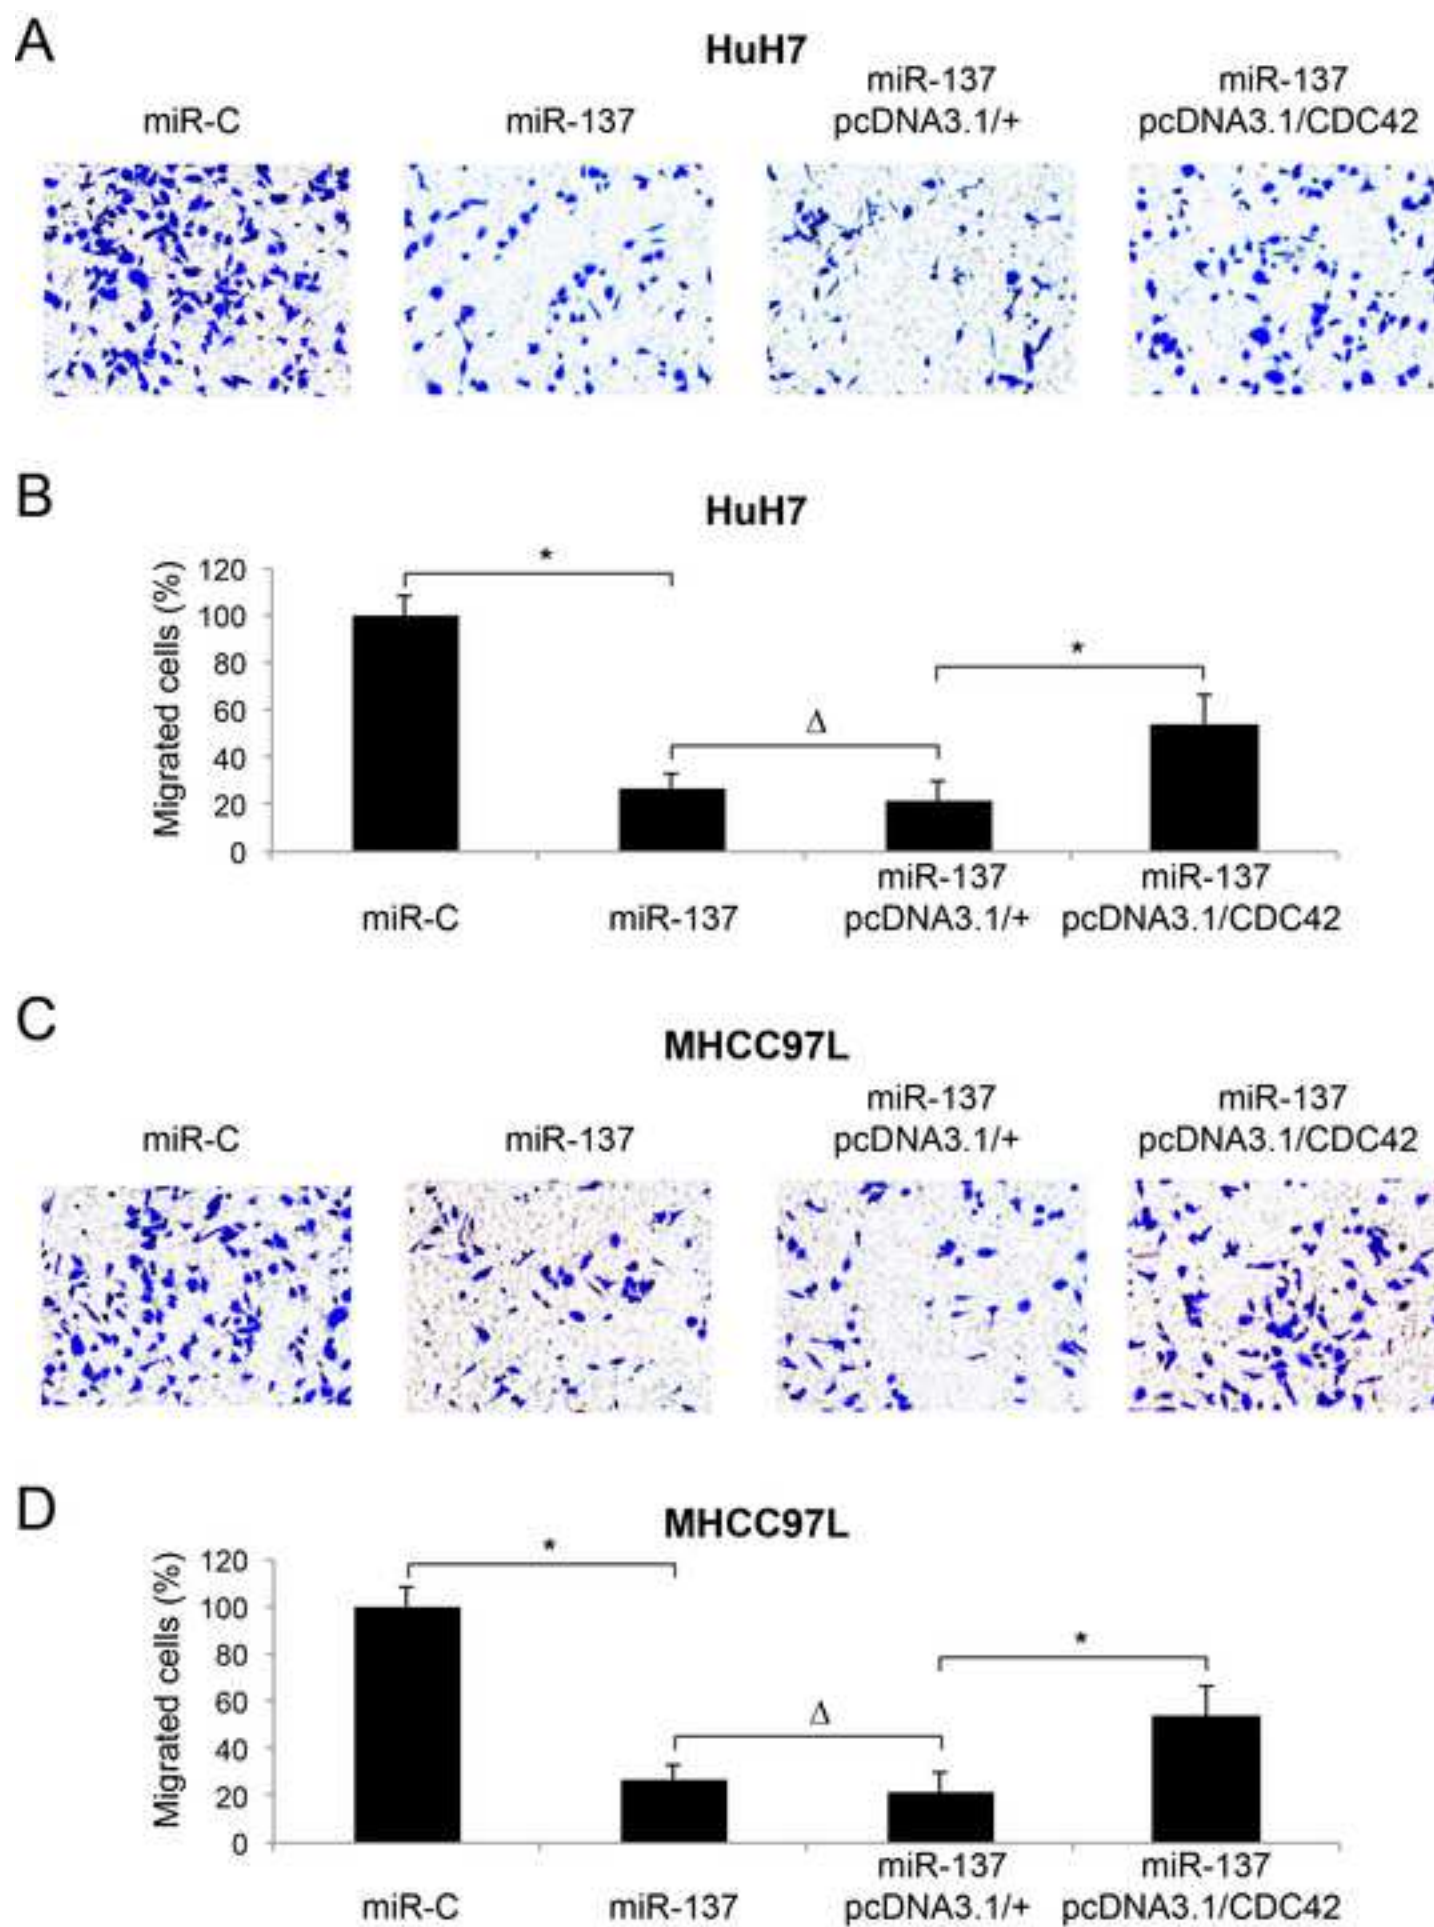 A
HuH7
miR-C
miR-137
miR-137
pcDNA3.1/+
miR-137
pcDNA3.1/CDC42
B
HuH7
Migrated cells (%)
120
100
80
60
40
20
0
*
Δ
*
miR-C
miR-137
miR-137
pcDNA3.1/+
miR-137
pcDNA3.1/CDC42
C
MHCC97L
miR-C
miR-137
miR-137
pcDNA3.1/+
miR-137
pcDNA3.1/CDC42
D
MHCC97L
Migrated cells (%)
120
100
80
60
40
20
0
*
Δ
*
miR-C
miR-137
miR-137
pcDNA3.1/+
miR-137
pcDNA3.1/CDC42